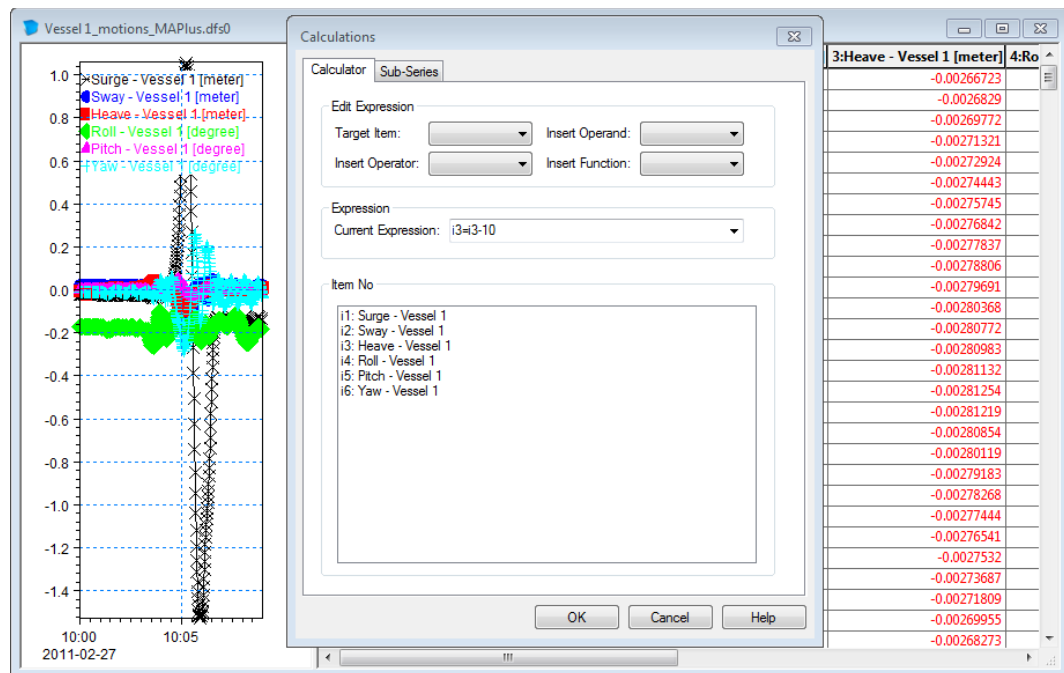 Vessel 1_motions_MAPlus.dfs0
1.0
0.8
0.6
0.4
0.2
0.0
-0.2
-0.4
-0.6
-0.8
-1.0
-1.2
-1.4
Surge - Vessel 1 [meter]
Sway - Vessel 1 [meter]
Heave - Vessel 1 [meter]
Roll - Vessel 1 [degree]
Pitch - Vessel 1 [degree]
Yaw - Vessel 1 [degree]
10:00 10:05
2011-02-27
Calculations
Calculator Sub-Series
Edit Expression
Target Item: Insert Operand:
Insert Operator: Insert Function:
Expression
Current Expression: i3=i3-10
Item No
i1: Surge - Vessel 1
i2: Sway - Vessel 1
i3: Heave - Vessel 1
i4: Roll - Vessel 1
i5: Pitch - Vessel 1
i6: Yaw - Vessel 1
OK Cancel Help
3:Heave - Vessel 1 [meter] 4:Ro
-0.00266723
-0.0026829
-0.00269772
-0.00271321
-0.00272924
-0.00274443
-0.00275745
-0.00276842
-0.00277837
-0.00278806
-0.00279691
-0.00280368
-0.00280772
-0.00280983
-0.00281132
-0.00281254
-0.00281219
-0.00280854
-0.00280119
-0.00279183
-0.00278268
-0.00277444
-0.00276541
-0.0027532
-0.00273687
-0.00271809
-0.00269955
-0.00268273